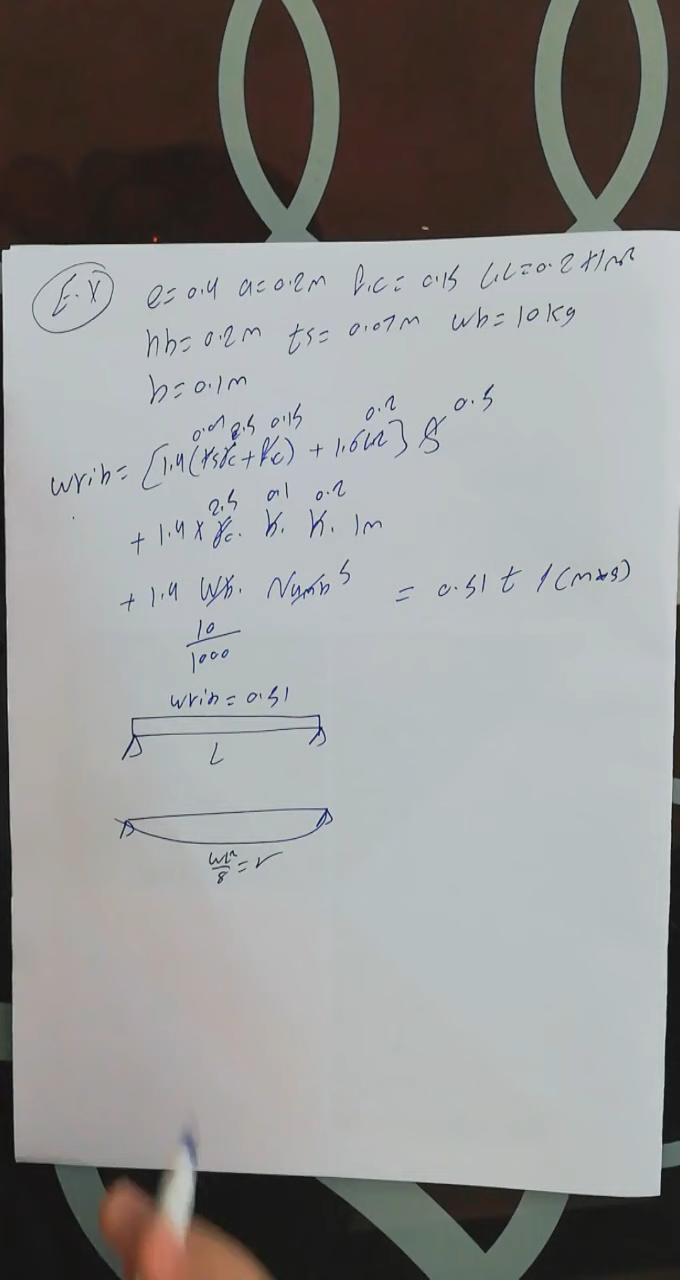 E.X e=0.4 a=0.2m F.C= 0.15 L.L=0.2 t/m²
hb=0.2m ts=0.07m wb=10kg
b=0.1m
0.07 2.5 0.15 0.2 0.5
wrib= [1.4(tsγc+Fc) + 1.6LL] S
2.5 0.1 0.2
+ 1.4 x γc. b. h. 1m
+ 1.4 Wb. Numb 5 = 0.51 t /(m*s)
10
1000
wrib = 0.51
L
wL²
8 = ✓